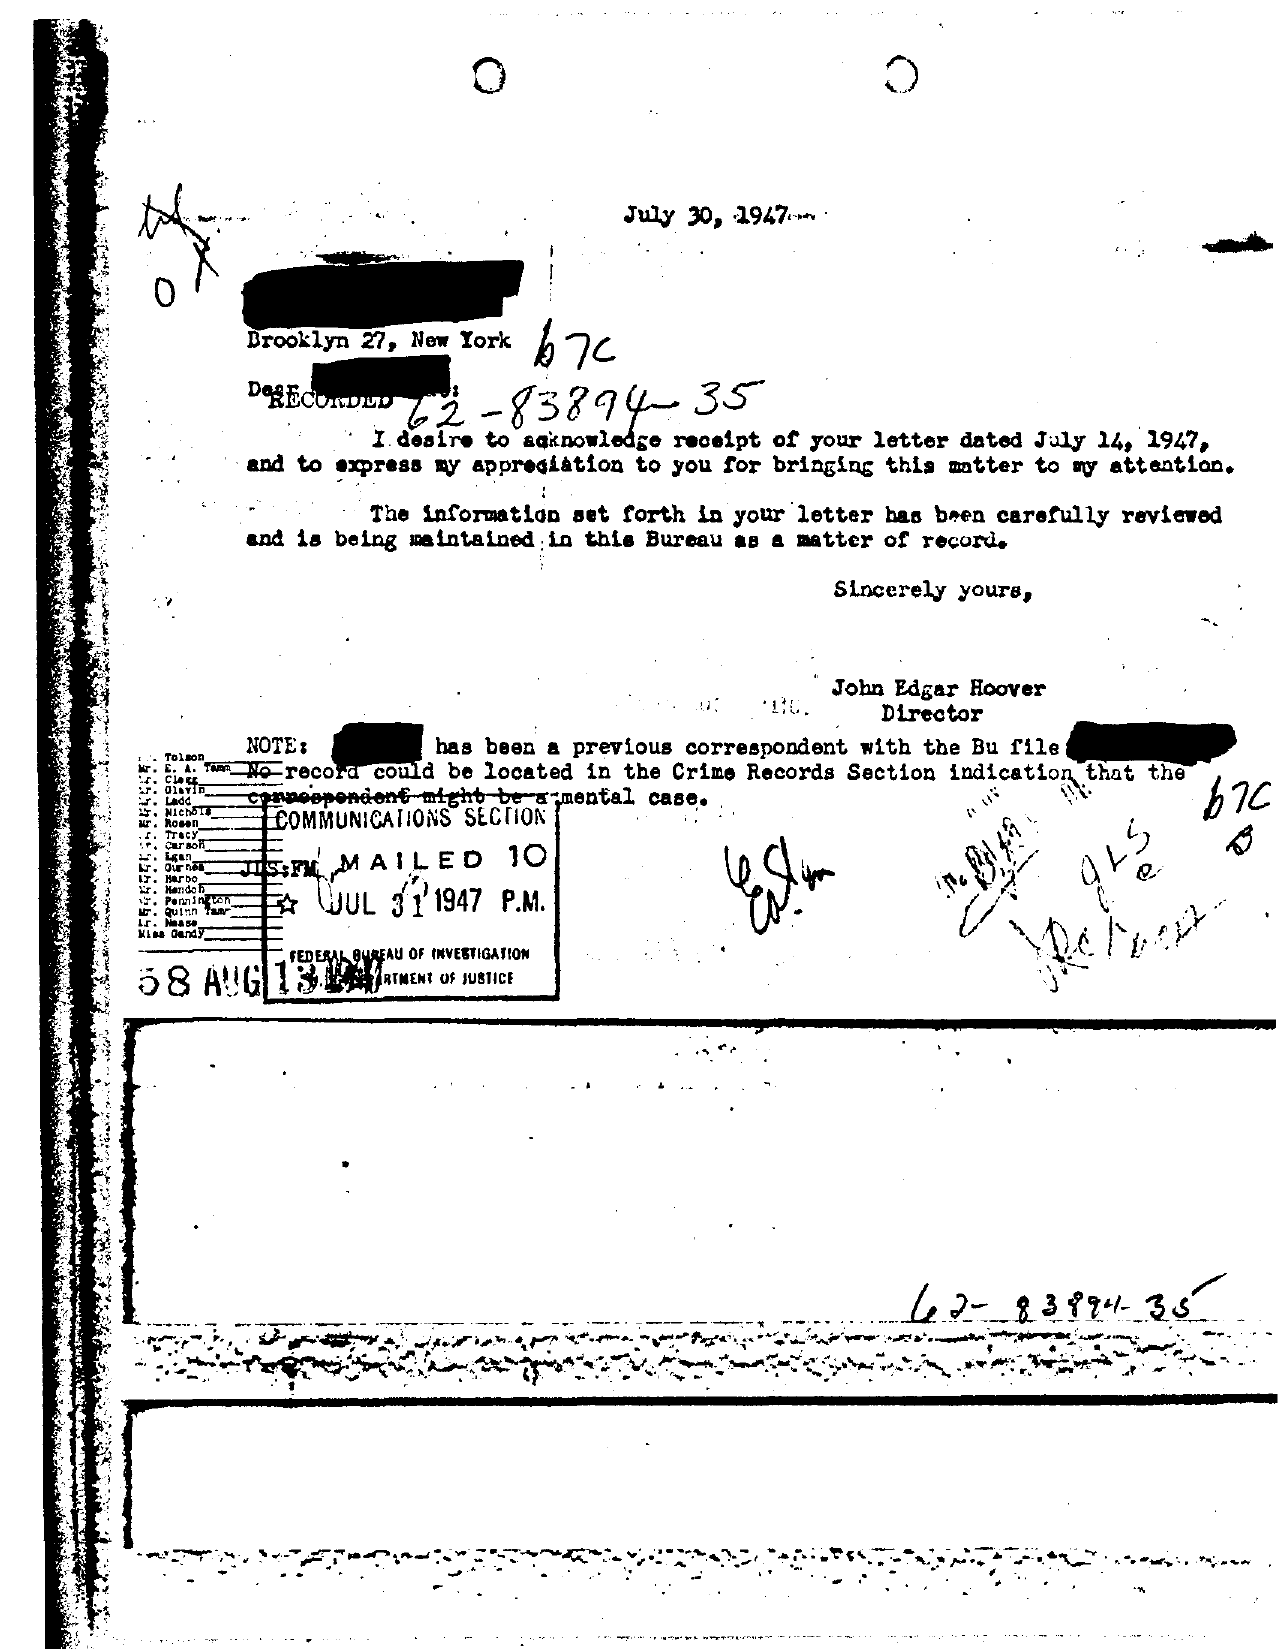 July 30, 1947
Brooklyn 27, New York
b7C
Dear
RECORDED
62-83894-35
I desire to acknowledge receipt of your letter dated July 14, 1947,
and to express my appreciation to you for bringing this matter to my attention.
The information set forth in your letter has been carefully reviewed
and is being maintained in this Bureau as a matter of record.
Sincerely yours,
John Edgar Hoover
Director
NOTE: has been a previous correspondent with the Bu file
No record could be located in the Crime Records Section indication that the
correspondent might be a mental case.
b7C
Mr. Tolson
Mr. E. A. Tamm
Mr. Clegg
Mr. Glavin
Mr. Ladd
Mr. Nichols
Mr. Rosen
Mr. Tracy
Mr. Carson
Mr. Egan
Mr. Gurnea
Mr. Harbo
Mr. Hendon
Mr. Pennington
Mr. Quinn Tamm
Mr. Nease
Miss Gandy
JLS:FM
COMMUNICATIONS SECTION
MAILED 10
JUL 31 1947 P.M.
FEDERAL BUREAU OF INVESTIGATION
DEPARTMENT OF JUSTICE
58 AUG 13
62-83894-35